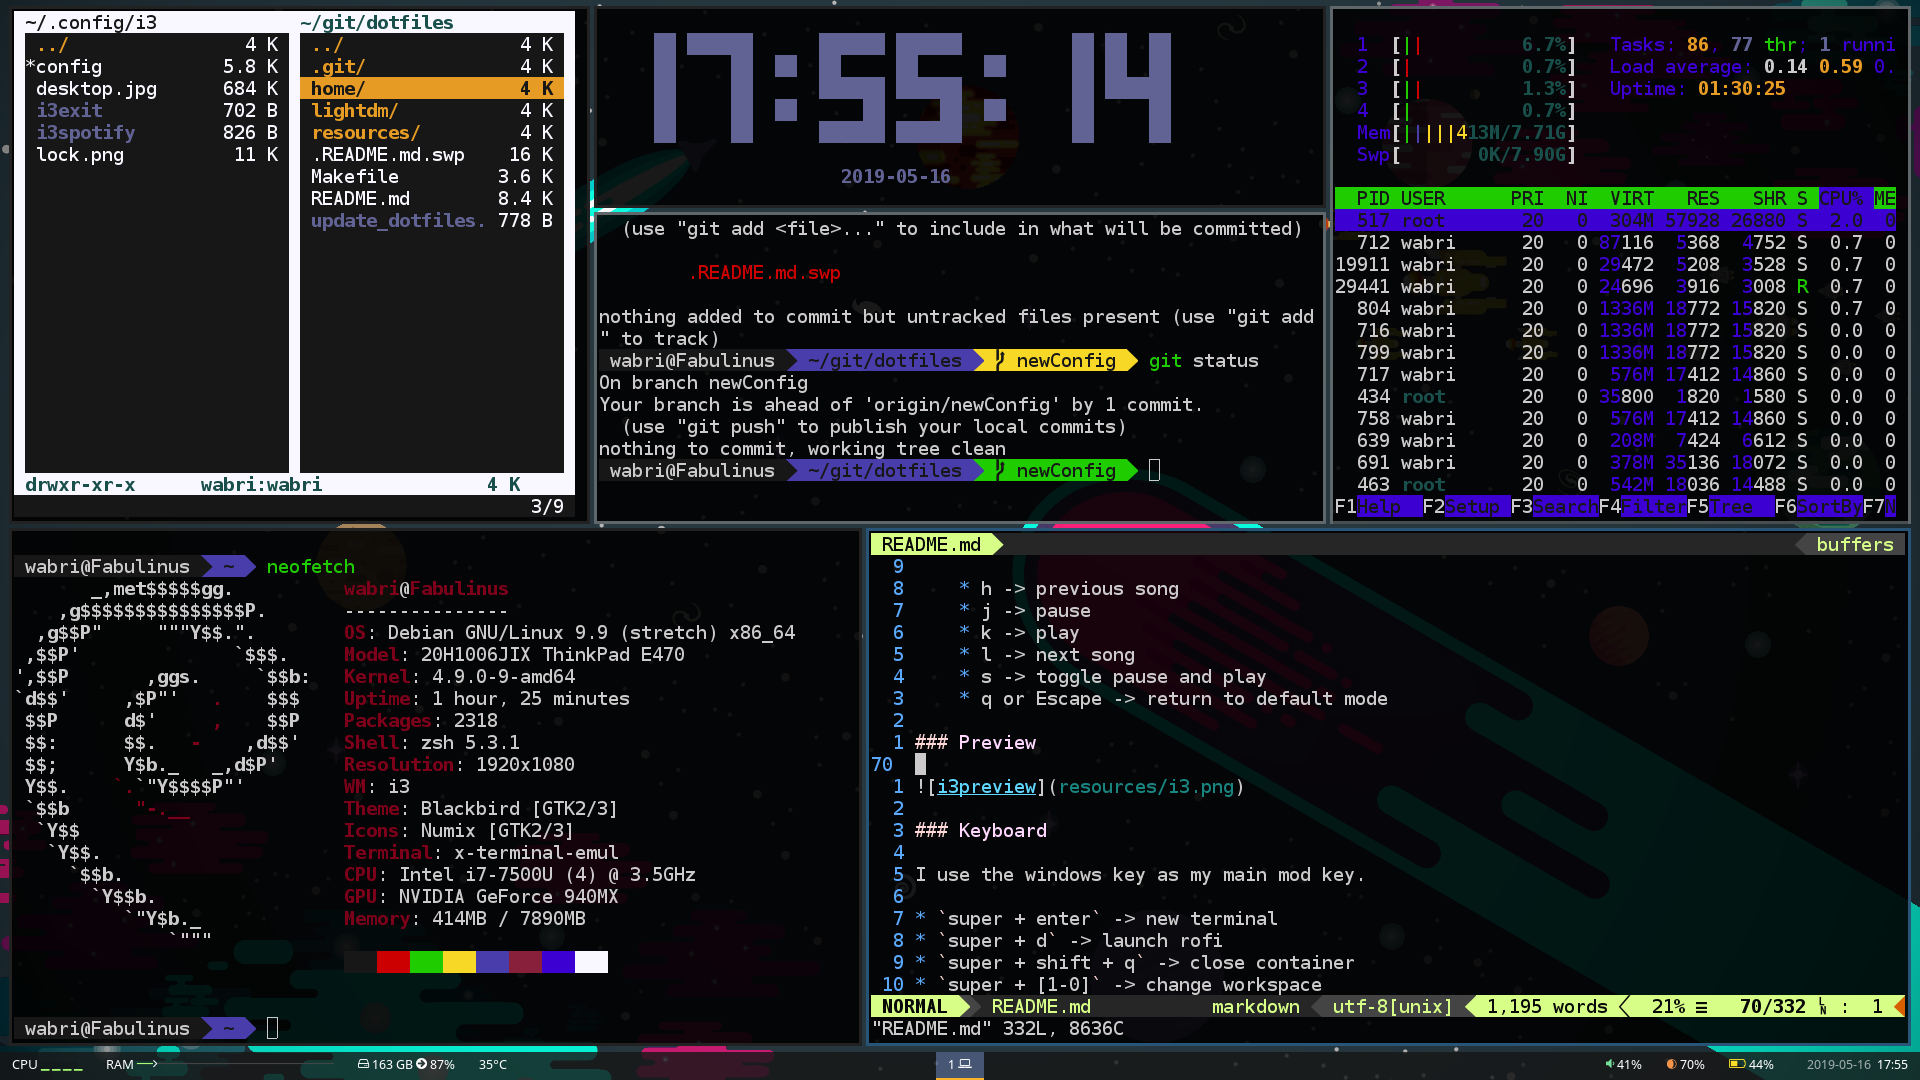 ~/.config/i3
../ 4 K
*config 5.8 K
desktop.jpg 684 K
i3exit 702 B
i3spotify 826 B
lock.png 11 K
~/git/dotfiles
../ 4 K
.git/ 4 K
home/ 4 K
lightdm/ 4 K
resources/ 4 K
.README.md.swp 16 K
Makefile 3.6 K
README.md 8.4 K
update_dotfiles. 778 B
drwxr-xr-x wabri:wabri 4 K
3/9
17:55:14
2019-05-16
(use "git add <file>..." to include in what will be committed)
.README.md.swp
nothing added to commit but untracked files present (use "git add
" to track)
wabri@Fabulinus ~/git/dotfiles newConfig git status
On branch newConfig
Your branch is ahead of 'origin/newConfig' by 1 commit.
(use "git push" to publish your local commits)
nothing to commit, working tree clean
wabri@Fabulinus ~/git/dotfiles newConfig
1 [|| 6.7%] Tasks: 86, 77 thr; 1 runni
2 [| 0.7%] Load average: 0.14 0.59 0.
3 [|| 1.3%] Uptime: 01:30:25
4 [| 0.7%]
Mem[|||||413M/7.71G]
Swp[ 0K/7.90G]
PID USER PRI NI VIRT RES SHR S CPU% ME
517 root 20 0 304M 57928 26880 S 2.0 0
712 wabri 20 0 87116 5368 4752 S 0.7 0
19911 wabri 20 0 29472 5208 3528 S 0.7 0
29441 wabri 20 0 24696 3916 3008 R 0.7 0
804 wabri 20 0 1336M 18772 15820 S 0.7 0
716 wabri 20 0 1336M 18772 15820 S 0.0 0
799 wabri 20 0 1336M 18772 15820 S 0.0 0
717 wabri 20 0 576M 17412 14860 S 0.0 0
434 root 20 0 35800 1820 1580 S 0.0 0
758 wabri 20 0 576M 17412 14860 S 0.0 0
639 wabri 20 0 208M 7424 6612 S 0.0 0
691 wabri 20 0 378M 35136 18072 S 0.0 0
463 root 20 0 542M 18036 14488 S 0.0 0
F1Help F2Setup F3SearchF4FilterF5Tree F6SortByF7N
wabri@Fabulinus ~ neofetch
_,met$$$$$gg.
,g$$$$$$$$$$$$$$$P.
,g$$P" """Y$$.".
,$$P' `$$$.
',$$P ,ggs. `$$b:
`d$$' ,$P"' . $$$
$$P d$' , $$P
$$: $$. - ,d$$'
$$; Y$b._ _,d$P'
Y$$. `.`"Y$$$$P"'
`$$b "-.__
`Y$$
`Y$$.
`$$b.
`Y$$b.
`"Y$b._
`"""
wabri@Fabulinus
---------------
OS: Debian GNU/Linux 9.9 (stretch) x86_64
Model: 20H1006JIX ThinkPad E470
Kernel: 4.9.0-9-amd64
Uptime: 1 hour, 25 minutes
Packages: 2318
Shell: zsh 5.3.1
Resolution: 1920x1080
WM: i3
Theme: Blackbird [GTK2/3]
Icons: Numix [GTK2/3]
Terminal: x-terminal-emul
CPU: Intel i7-7500U (4) @ 3.5GHz
GPU: NVIDIA GeForce 940MX
Memory: 414MB / 7890MB
wabri@Fabulinus ~
README.md buffers
9
8 * h -> previous song
7 * j -> pause
6 * k -> play
5 * l -> next song
4 * s -> toggle pause and play
3 * q or Escape -> return to default mode
2
1 ### Preview
70
1 ![i3preview](resources/i3.png)
2
3 ### Keyboard
4
5 I use the windows key as my main mod key.
6
7 * `super + enter` -> new terminal
8 * `super + d` -> launch rofi
9 * `super + shift + q` -> close container
10 * `super + [1-0]` -> change workspace
NORMAL README.md markdown utf-8[unix] 1,195 words 21% ≡ 70/332 LN : 1
"README.md" 332L, 8636C
CPU ____ RAM 163 GB 87% 35°C 1 41% 70% 44% 2019-05-16 17:55